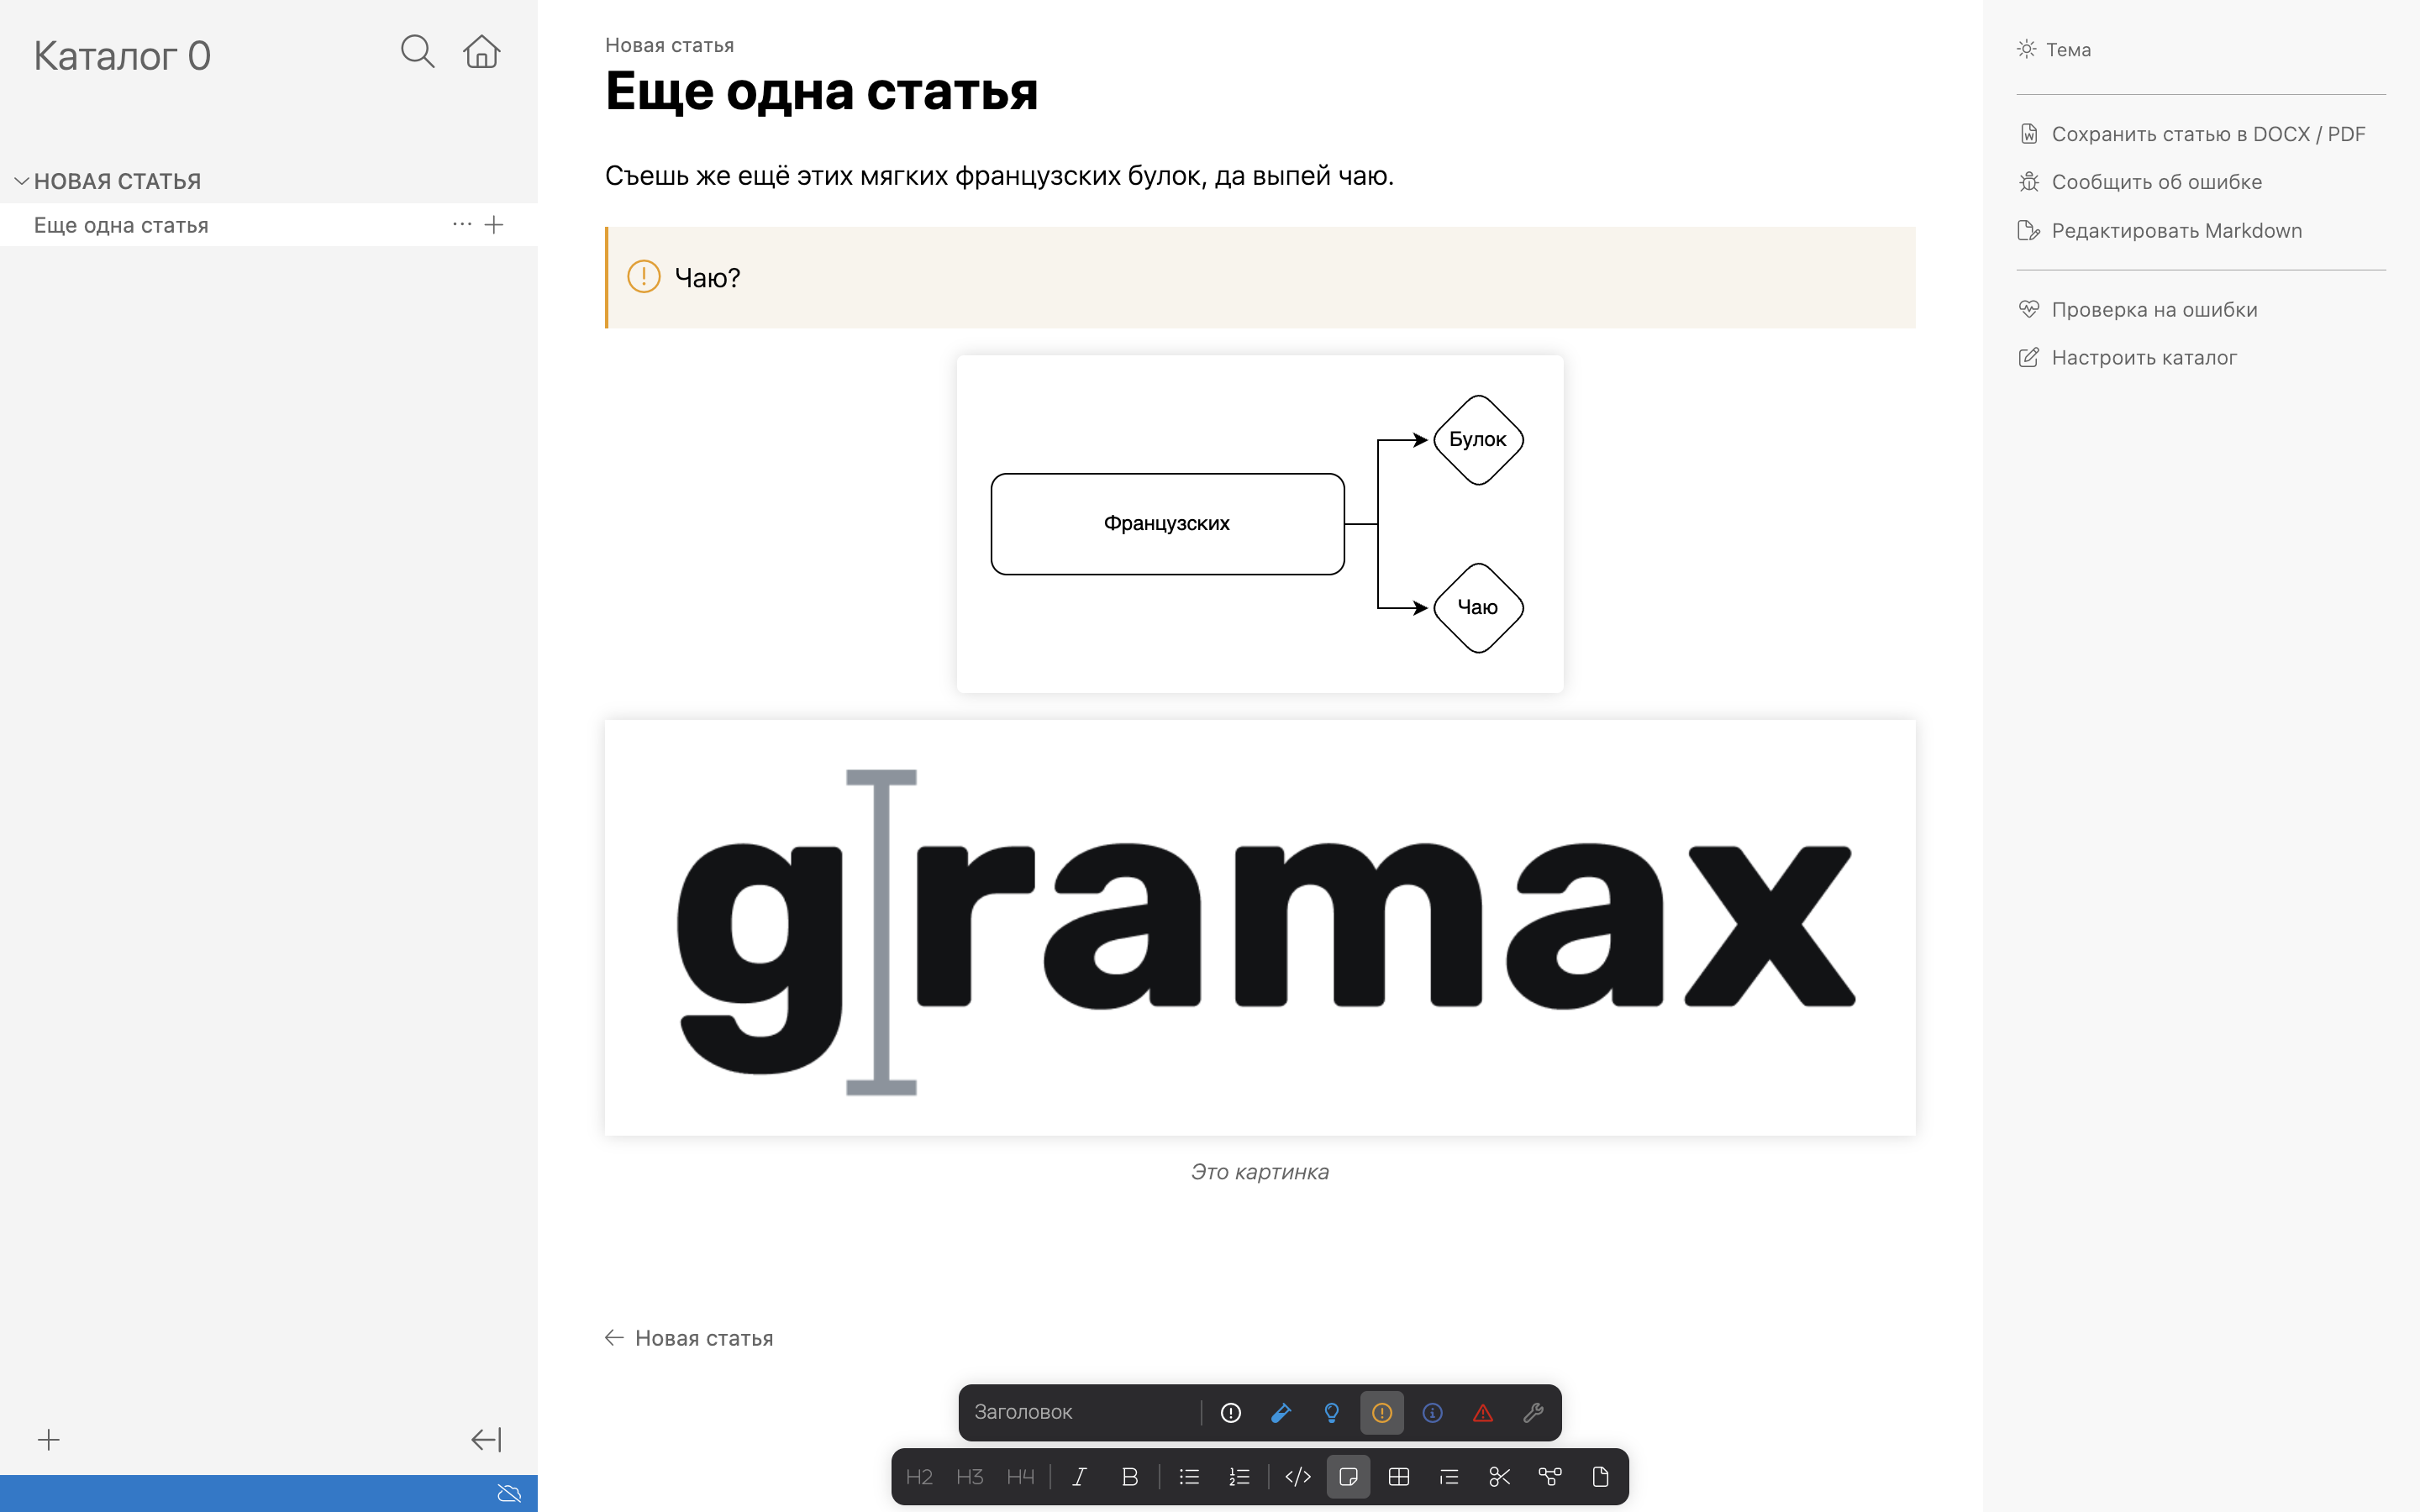 Каталог 0
НОВАЯ СТАТЬЯ
Еще одна статья
Новая статья
Еще одна статья
Съешь же ещё этих мягких французских булок, да выпей чаю.
Чаю?
Французских
Булок
Чаю
gramax
Это картинка
Новая статья
Заголовок
H2 H3 H4 I B
Тема
Сохранить статью в DOCX / PDF
Сообщить об ошибке
Редактировать Markdown
Проверка на ошибки
Настроить каталог